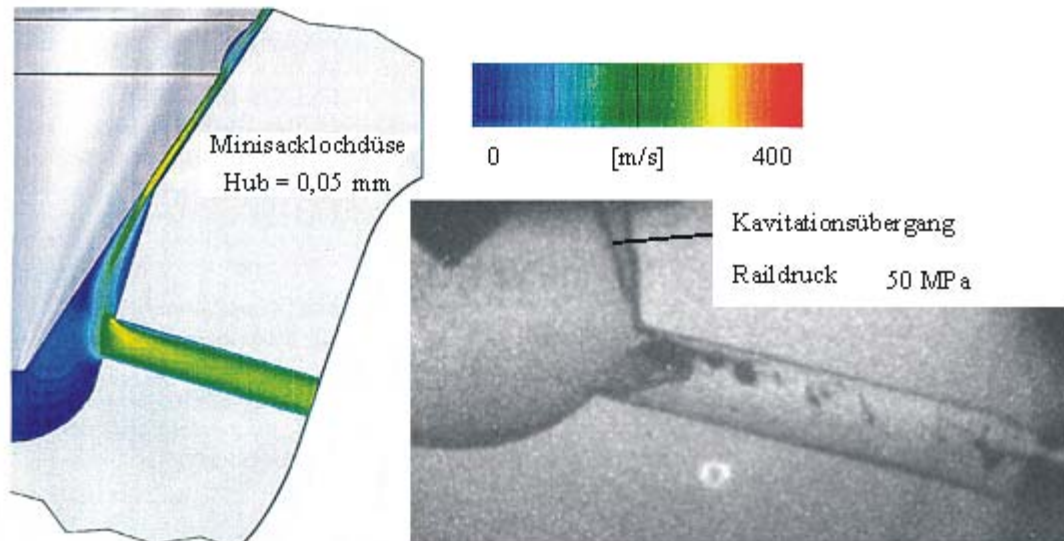 Minisacklochdüse
Hub = 0,05 mm
0 [m/s] 400
Kavitationsübergang
Raildruck 50 MPa